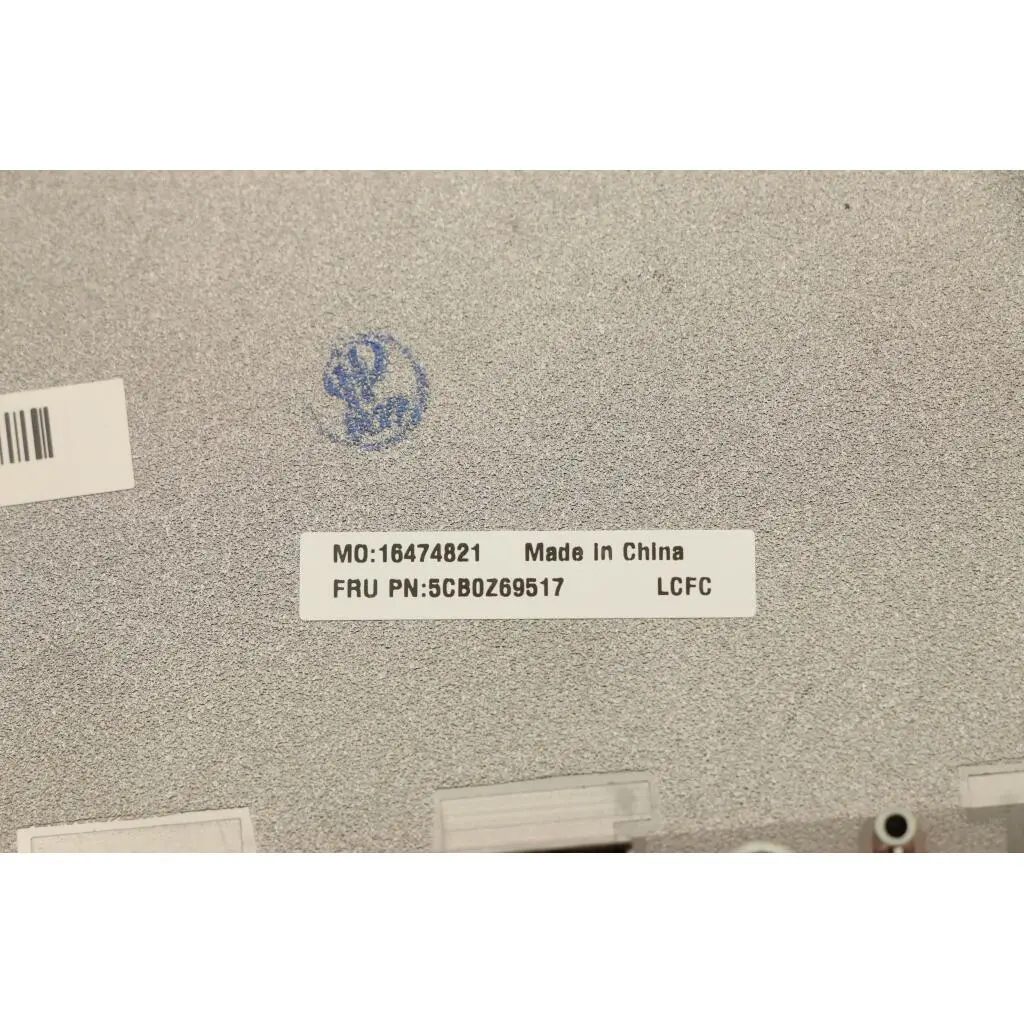 MO:16474821 Made in China
FRU PN:5CB0Z69517 LCFC